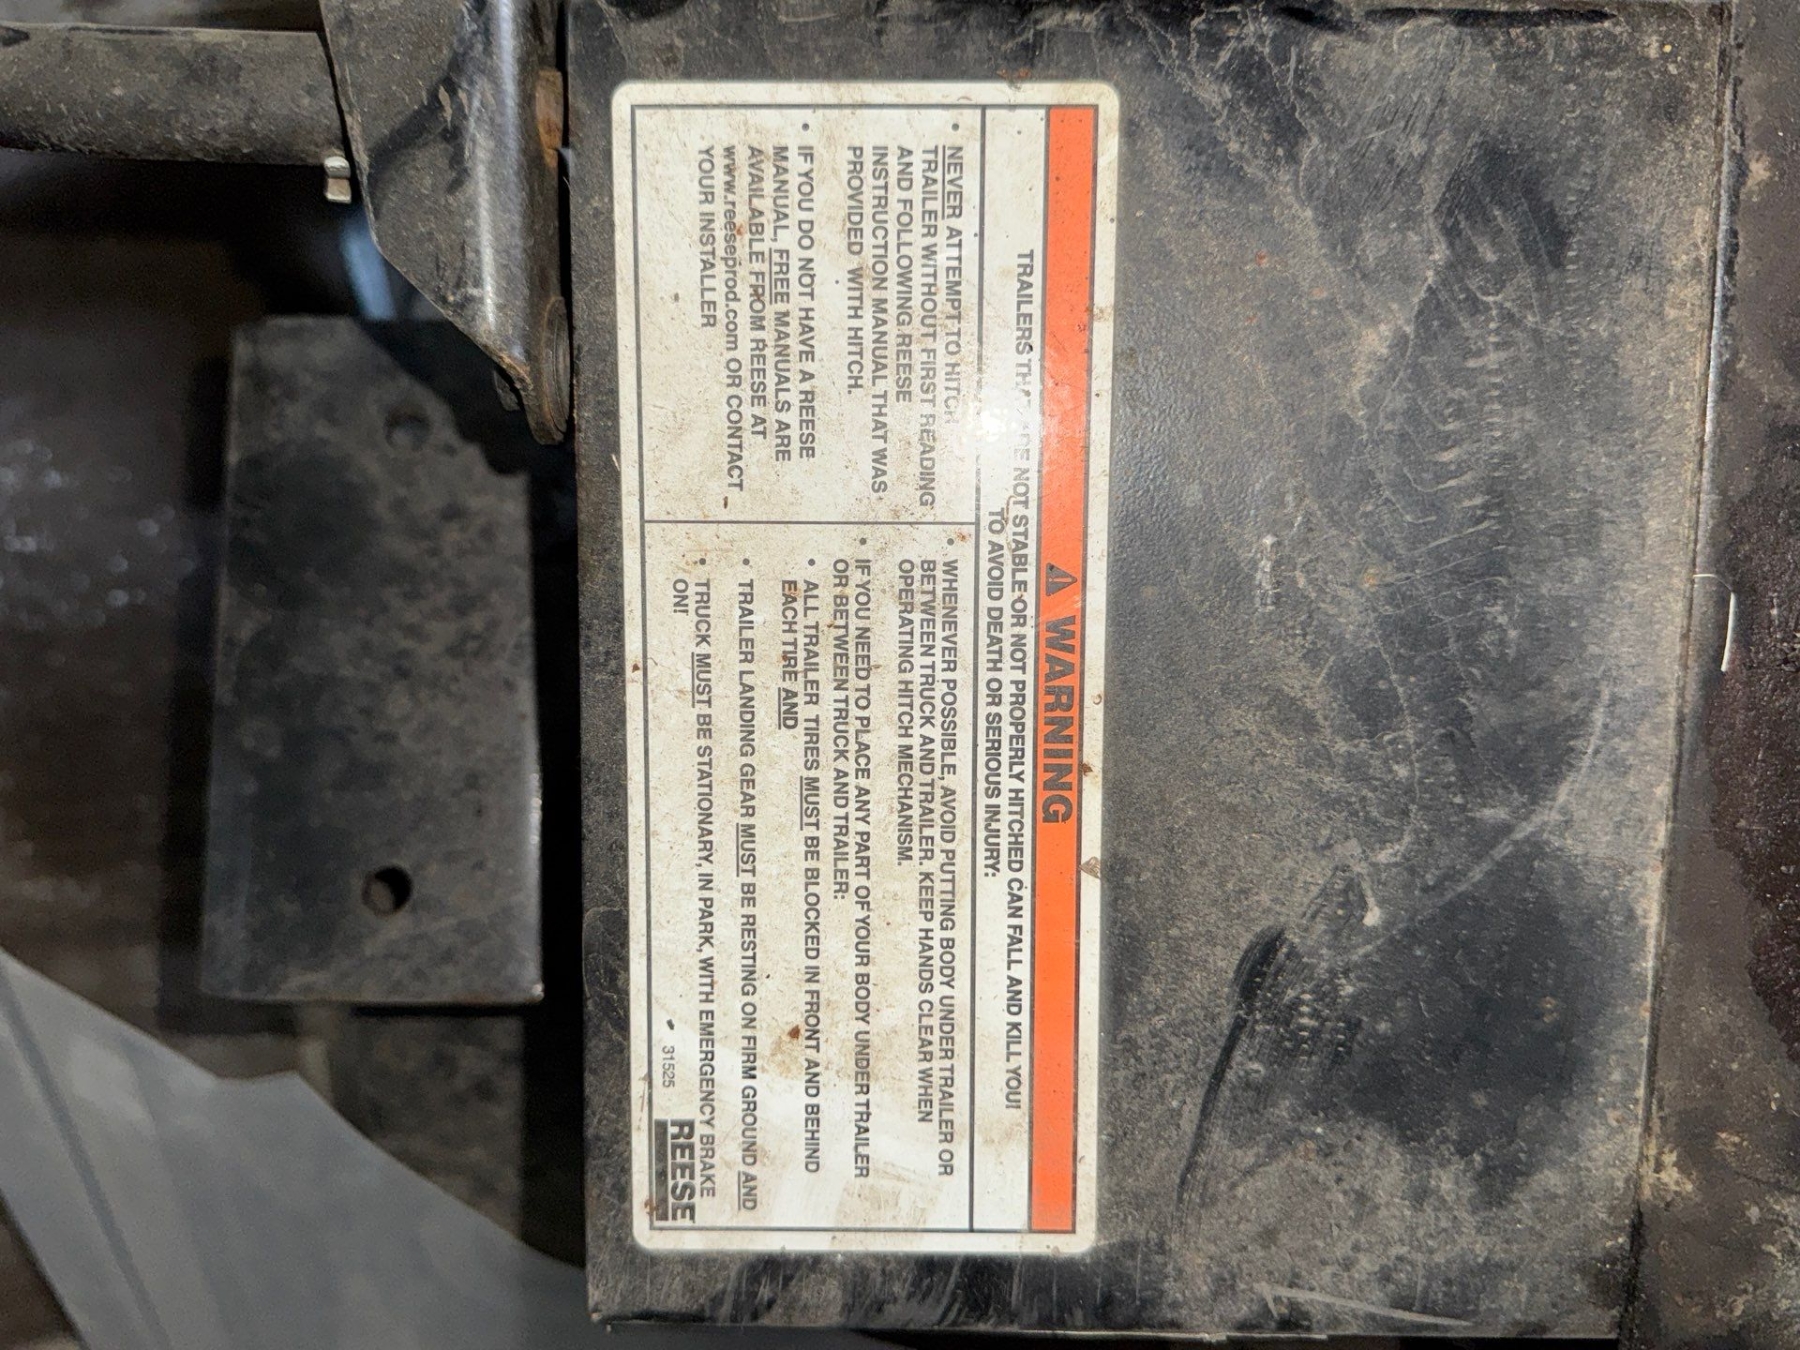 ⚠ WARNING
TRAILERS THAT ARE NOT STABLE OR NOT PROPERLY HITCHED CAN FALL AND KILL YOU!
TO AVOID DEATH OR SERIOUS INJURY:
• NEVER ATTEMPT TO HITCH
TRAILER WITHOUT FIRST READING
AND FOLLOWING REESE
INSTRUCTION MANUAL THAT WAS
PROVIDED WITH HITCH.
• IF YOU DO NOT HAVE A REESE
MANUAL, FREE MANUALS ARE
AVAILABLE FROM REESE AT
www.reeseprod.com OR CONTACT
YOUR INSTALLER
• WHENEVER POSSIBLE, AVOID PUTTING BODY UNDER TRAILER OR
BETWEEN TRUCK AND TRAILER. KEEP HANDS CLEAR WHEN
OPERATING HITCH MECHANISM.
• IF YOU NEED TO PLACE ANY PART OF YOUR BODY UNDER TRAILER
OR BETWEEN TRUCK AND TRAILER:
• ALL TRAILER TIRES MUST BE BLOCKED IN FRONT AND BEHIND
EACH TIRE AND
• TRAILER LANDING GEAR MUST BE RESTING ON FIRM GROUND AND
• TRUCK MUST BE STATIONARY, IN PARK, WITH EMERGENCY BRAKE
ON!
31525
REESE